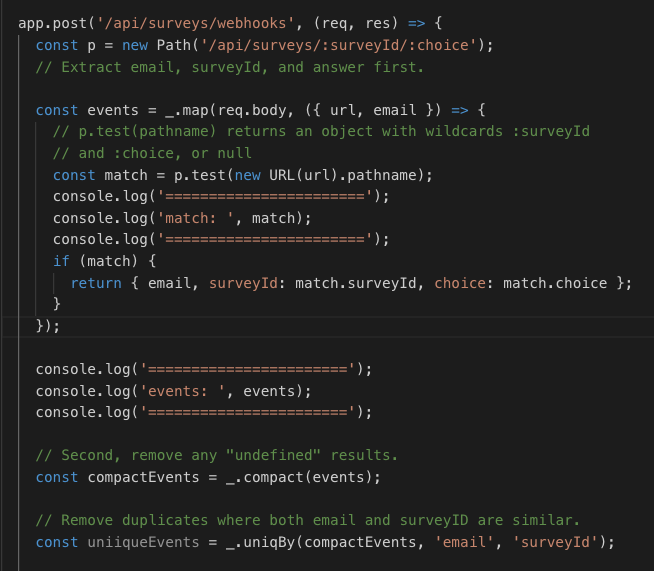 app.post('/api/surveys/webhooks', (req, res) => {
const p = new Path('/api/surveys/:surveyId/:choice');
// Extract email, surveyId, and answer first.
const events = _.map(req.body, ({ url, email }) => {
// p.test(pathname) returns an object with wildcards :surveyId
// and :choice, or null
const match = p.test(new URL(url).pathname);
console.log('=======================');
console.log('match: ', match);
console.log('=======================');
if (match) {
return { email, surveyId: match.surveyId, choice: match.choice };
}
});
console.log('=======================');
console.log('events: ', events);
console.log('=======================');
// Second, remove any "undefined" results.
const compactEvents = _.compact(events);
// Remove duplicates where both email and surveyID are similar.
const uniiqueEvents = _.uniqBy(compactEvents, 'email', 'surveyId');